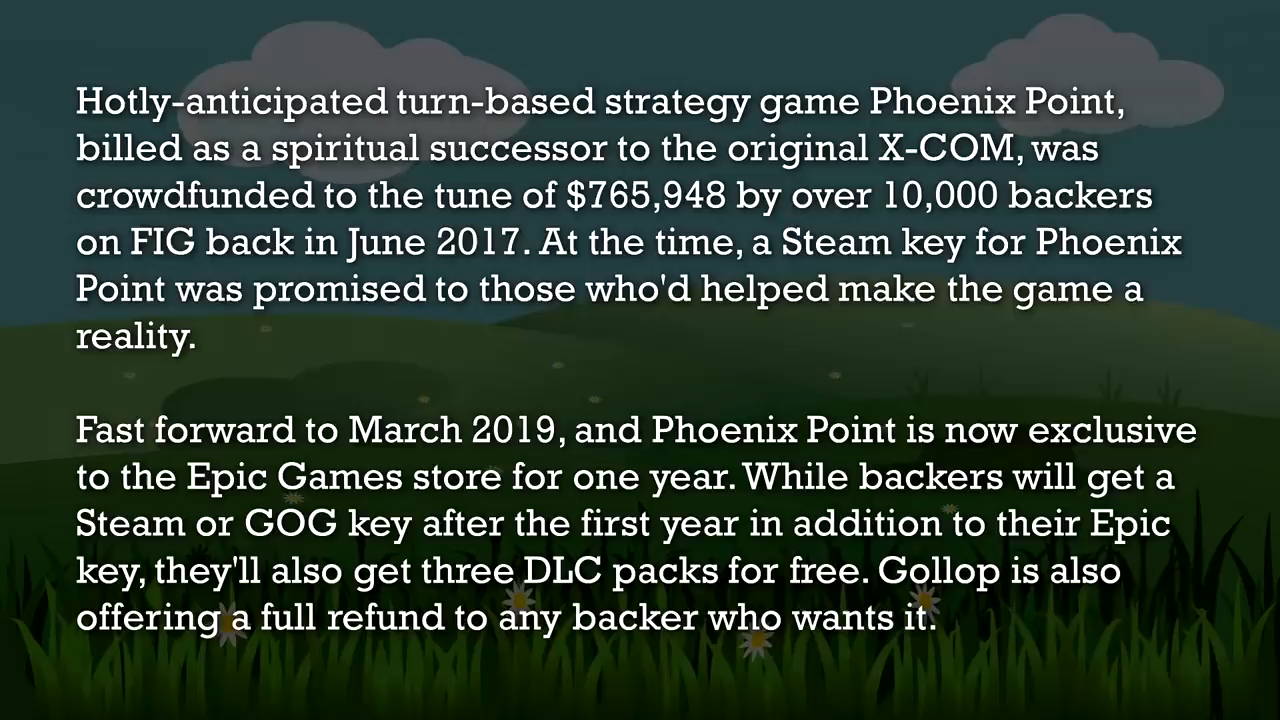 Hotly-anticipated turn-based strategy game Phoenix Point,
billed as a spiritual successor to the original X-COM, was
crowdfunded to the tune of $765,948 by over 10,000 backers
on FIG back in June 2017. At the time, a Steam key for Phoenix
Point was promised to those who'd helped make the game a
reality.
Fast forward to March 2019, and Phoenix Point is now exclusive
to the Epic Games store for one year. While backers will get a
Steam or GOG key after the first year in addition to their Epic
key, they'll also get three DLC packs for free. Gollop is also
offering a full refund to any backer who wants it.